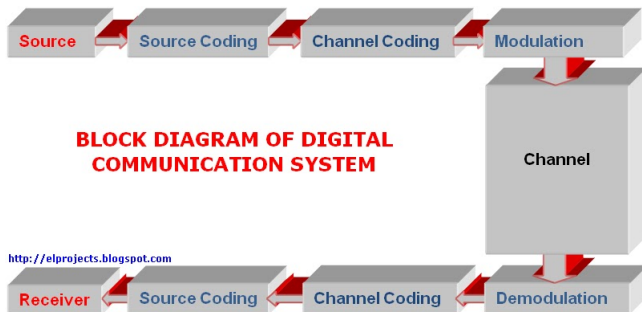 Source
Source Coding
Channel Coding
Modulation
BLOCK DIAGRAM OF DIGITAL
COMMUNICATION SYSTEM
Channel
http://elprojects.blogspot.com
Receiver
Source Coding
Channel Coding
Demodulation